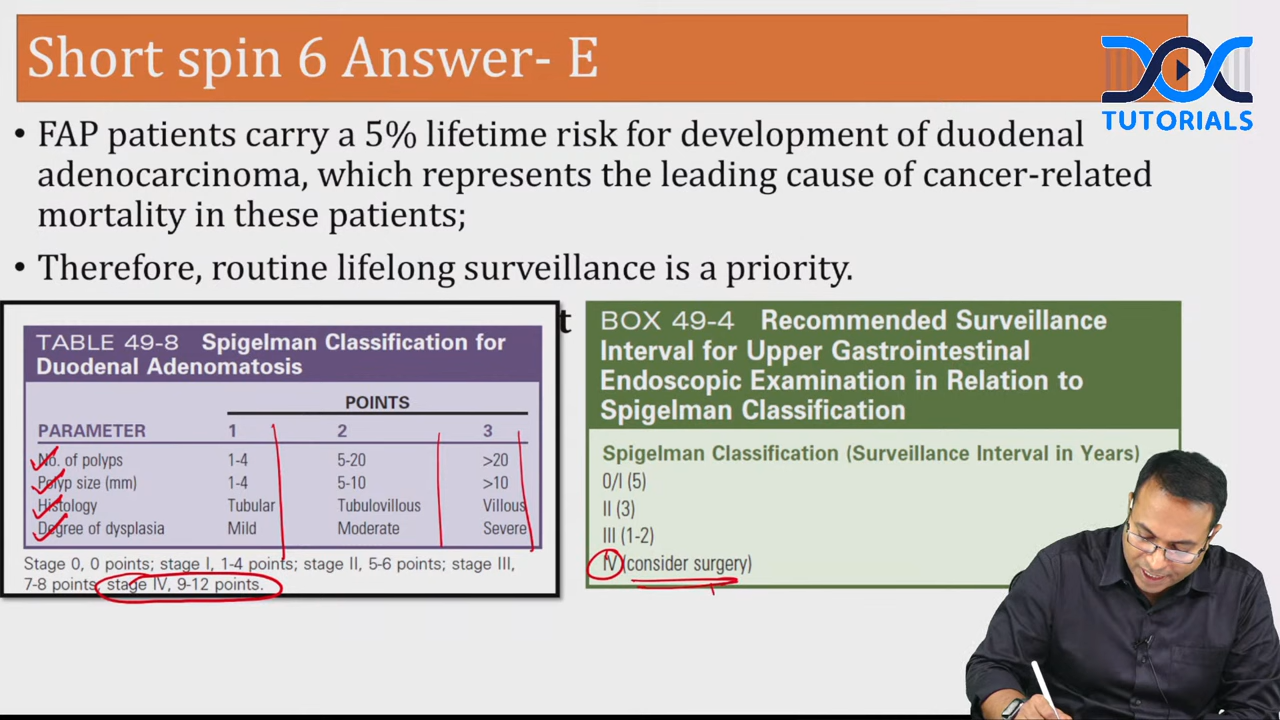 Short spin 6 Answer- E
TUTORIALS
• FAP patients carry a 5% lifetime risk for development of duodenal
adenocarcinoma, which represents the leading cause of cancer-related
mortality in these patients;
• Therefore, routine lifelong surveillance is a priority.
t
TABLE 49-8 Spigelman Classification for
Duodenal Adenomatosis
POINTS
PARAMETER 1 2 3
No. of polyps 1-4 5-20 >20
Polyp size (mm) 1-4 5-10 >10
Histology Tubular Tubulovillous Villous
Degree of dysplasia Mild Moderate Severe
Stage 0, 0 points; stage I, 1-4 points; stage II, 5-6 points; stage III,
7-8 points stage IV, 9-12 points.
BOX 49-4 Recommended Surveillance
Interval for Upper Gastrointestinal
Endoscopic Examination in Relation to
Spigelman Classification
Spigelman Classification (Surveillance Interval in Years)
0/I (5)
II (3)
III (1-2)
IV (consider surgery)